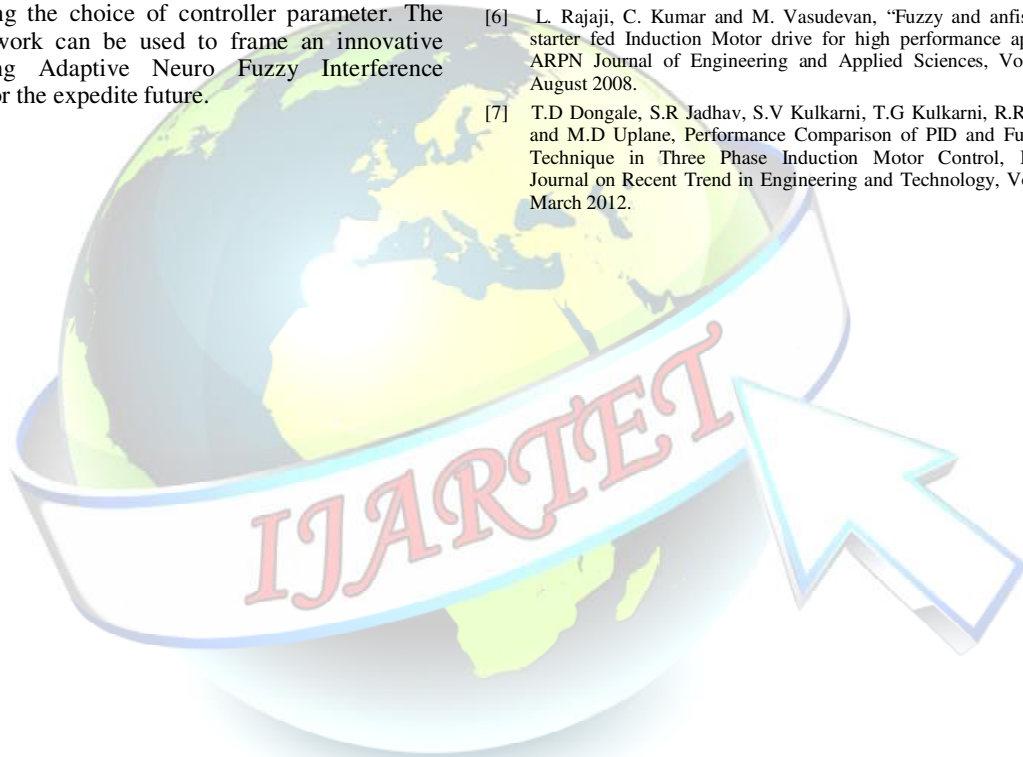 ng the choice of controller parameter. The
work can be used to frame an innovative
ng Adaptive Neuro Fuzzy Interference
or the expedite future.
[6] L. Rajaji, C. Kumar and M. Vasudevan, “Fuzzy and anfis
starter fed Induction Motor drive for high performance ap
ARPN Journal of Engineering and Applied Sciences, Vo
August 2008.
[7] T.D Dongale, S.R Jadhav, S.V Kulkarni, T.G Kulkarni, R.R
and M.D Uplane, Performance Comparison of PID and Fu
Technique in Three Phase Induction Motor Control, I
Journal on Recent Trend in Engineering and Technology, Vo
March 2012.
IJARTET